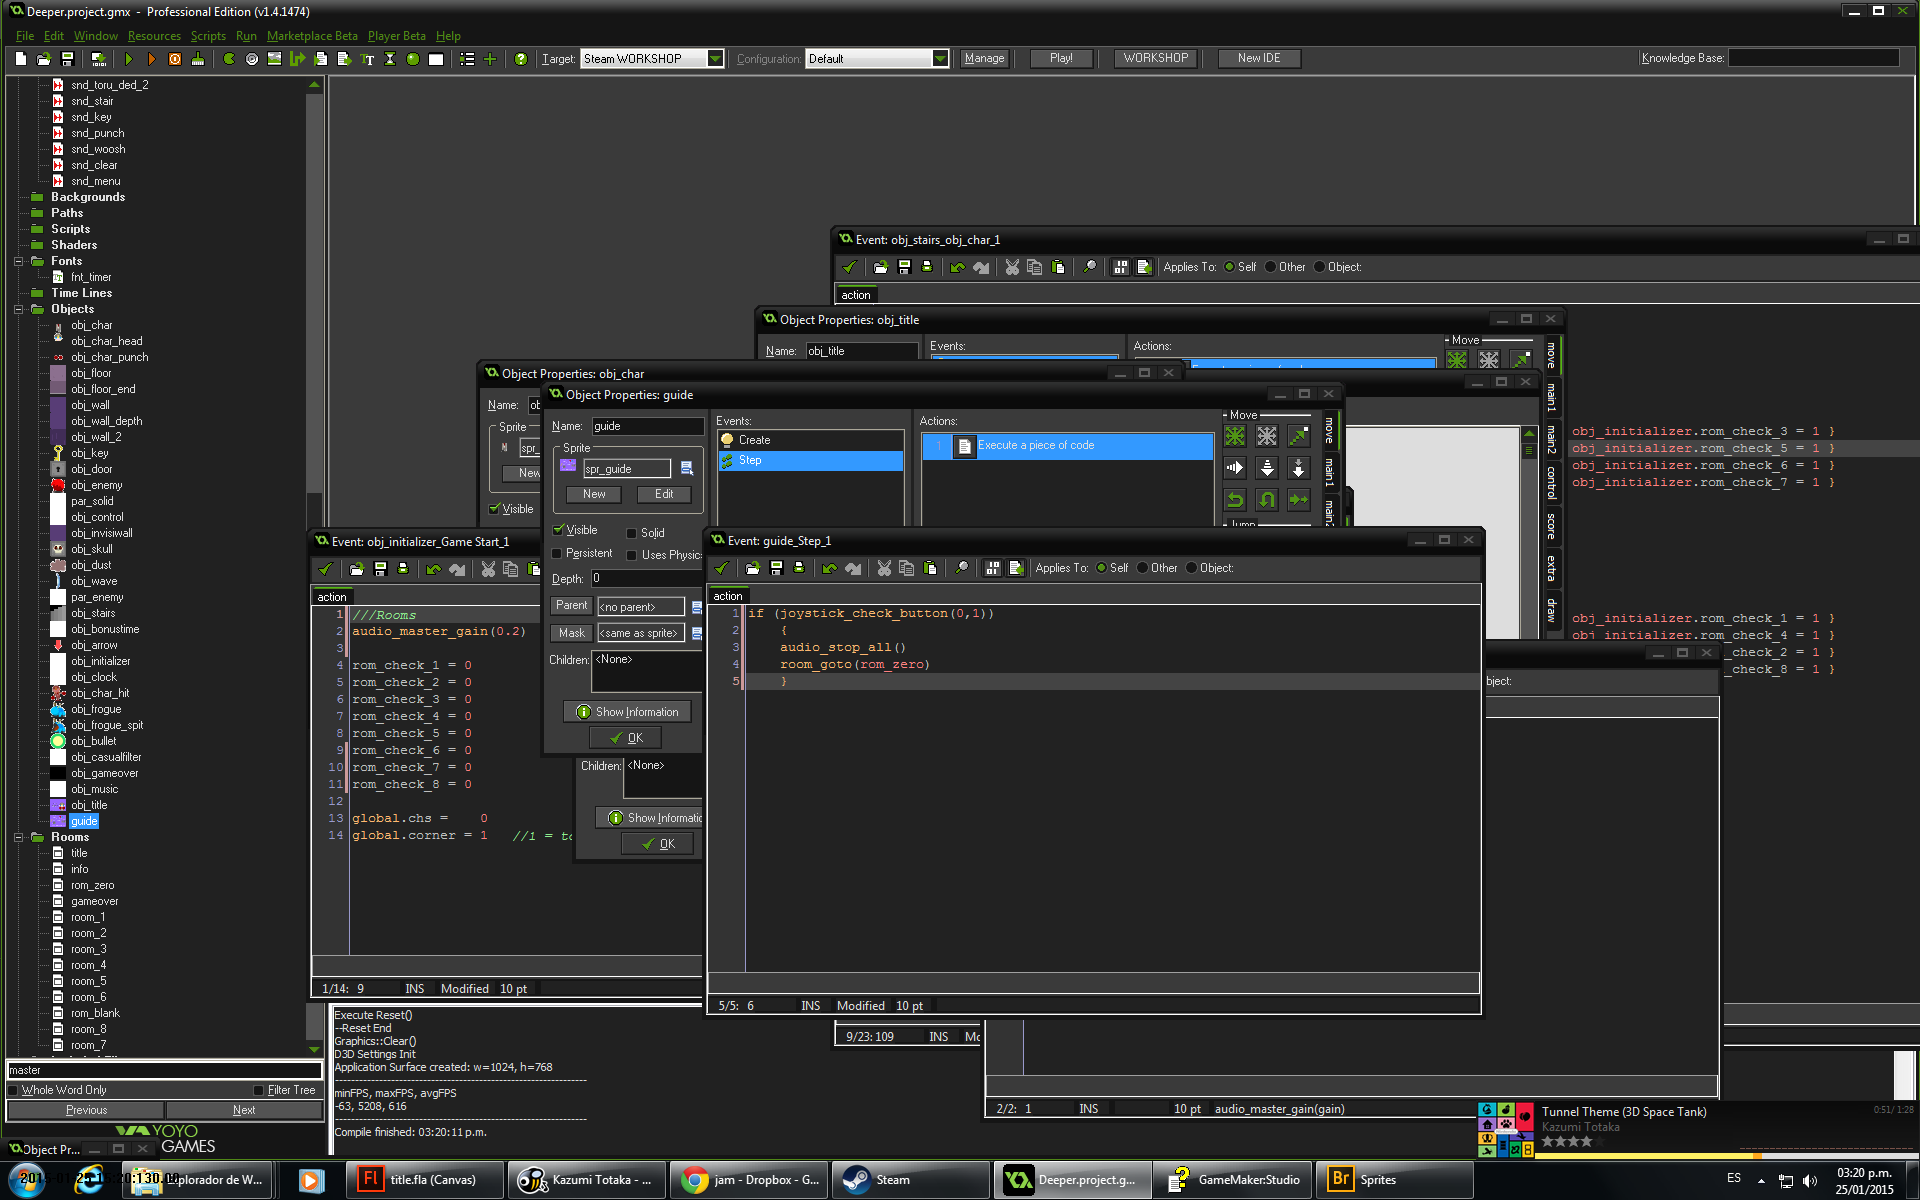 Deeper.project.gmx - Professional Edition (v1.4.1474)
File Edit Window Resources Scripts Run Marketplace Beta Player Beta Help
Target: Steam WORKSHOP Configuration: Default Manage Play! WORKSHOP New IDE Knowledge Base:
snd_toru_ded_2
snd_stair
snd_key
snd_punch
snd_woosh
snd_clear
snd_menu
Backgrounds
Paths
Scripts
Shaders
Fonts
fnt_timer
Time Lines
Objects
obj_char
obj_char_head
obj_char_punch
obj_floor
obj_floor_end
obj_wall
obj_wall_depth
obj_wall_2
obj_key
obj_door
obj_enemy
par_solid
obj_control
obj_invisiwall
obj_skull
obj_dust
obj_wave
par_enemy
obj_stairs
obj_bonustime
obj_arrow
obj_initializer
obj_clock
obj_char_hit
obj_frogue
obj_frogue_spit
obj_bullet
obj_casualfilter
obj_gameover
obj_music
obj_title
guide
Rooms
title
info
rom_zero
gameover
room_1
room_2
room_3
room_4
room_5
room_6
rom_blank
room_8
room_7
master
Whole Word Only Filter Tree
Previous Next
YOYO GAMES
Object Pr...
Event: obj_stairs_obj_char_1
Applies To: Self Other Object:
action
Object Properties: obj_title
Name: obj_title Events: Actions: Move
move
main1
main2
control
score
extra
draw
Object Properties: obj_char
Name:
Sprite
spr_
New
Visible
Object Properties: guide
Name: guide
Sprite
spr_guide
New Edit
Visible Solid
Persistent Uses Physic
Depth: 0
Parent <no parent>
Mask <same as sprite>
Children: <None>
Show Information
OK
Events:
Create
Step
Actions:
1 Execute a piece of code
Move
Jump
move
main1
Children: <None>
Show Informatio
OK
obj_initializer.rom_check_3 = 1 }
obj_initializer.rom_check_5 = 1 }
obj_initializer.rom_check_6 = 1 }
obj_initializer.rom_check_7 = 1 }
obj_initializer.rom_check_1 = 1 }
obj_initializer.rom_check_4 = 1 }
_check_2 = 1 }
_check_8 = 1 }
Event: obj_initializer_Game Start_1
action
1 ///Rooms
2 audio_master_gain(0.2)
3
4 rom_check_1 = 0
5 rom_check_2 = 0
6 rom_check_3 = 0
7 rom_check_4 = 0
8 rom_check_5 = 0
9 rom_check_6 = 0
10 rom_check_7 = 0
11 rom_check_8 = 0
12
13 global.chs = 0
14 global.corner = 1 //1 = to
1/14: 9 INS Modified 10 pt
Event: guide_Step_1
Applies To: Self Other Object:
action
1 if (joystick_check_button(0,1))
2 {
3 audio_stop_all()
4 room_goto(rom_zero)
5 }
5/5: 6 INS Modified 10 pt
bject:
9/23: 109 INS Mo
2/2: 1 INS 10 pt audio_master_gain(gain)
Execute Reset()
--Reset End
Graphics::Clear()
D3D Settings Init
Application Surface created: w=1024, h=768
minFPS, maxFPS, avgFPS
-63, 5208, 616
Compile finished: 03:20:11 p.m.
Tunnel Theme (3D Space Tank) 0:51/ 1:28
Kazumi Totaka
Explorador de W...
title.fla (Canvas)
Kazumi Totaka - ...
jam - Dropbox - G...
Steam
Deeper.project.g...
GameMaker:Studio
Sprites
ES
03:20 p.m.
25/01/2015